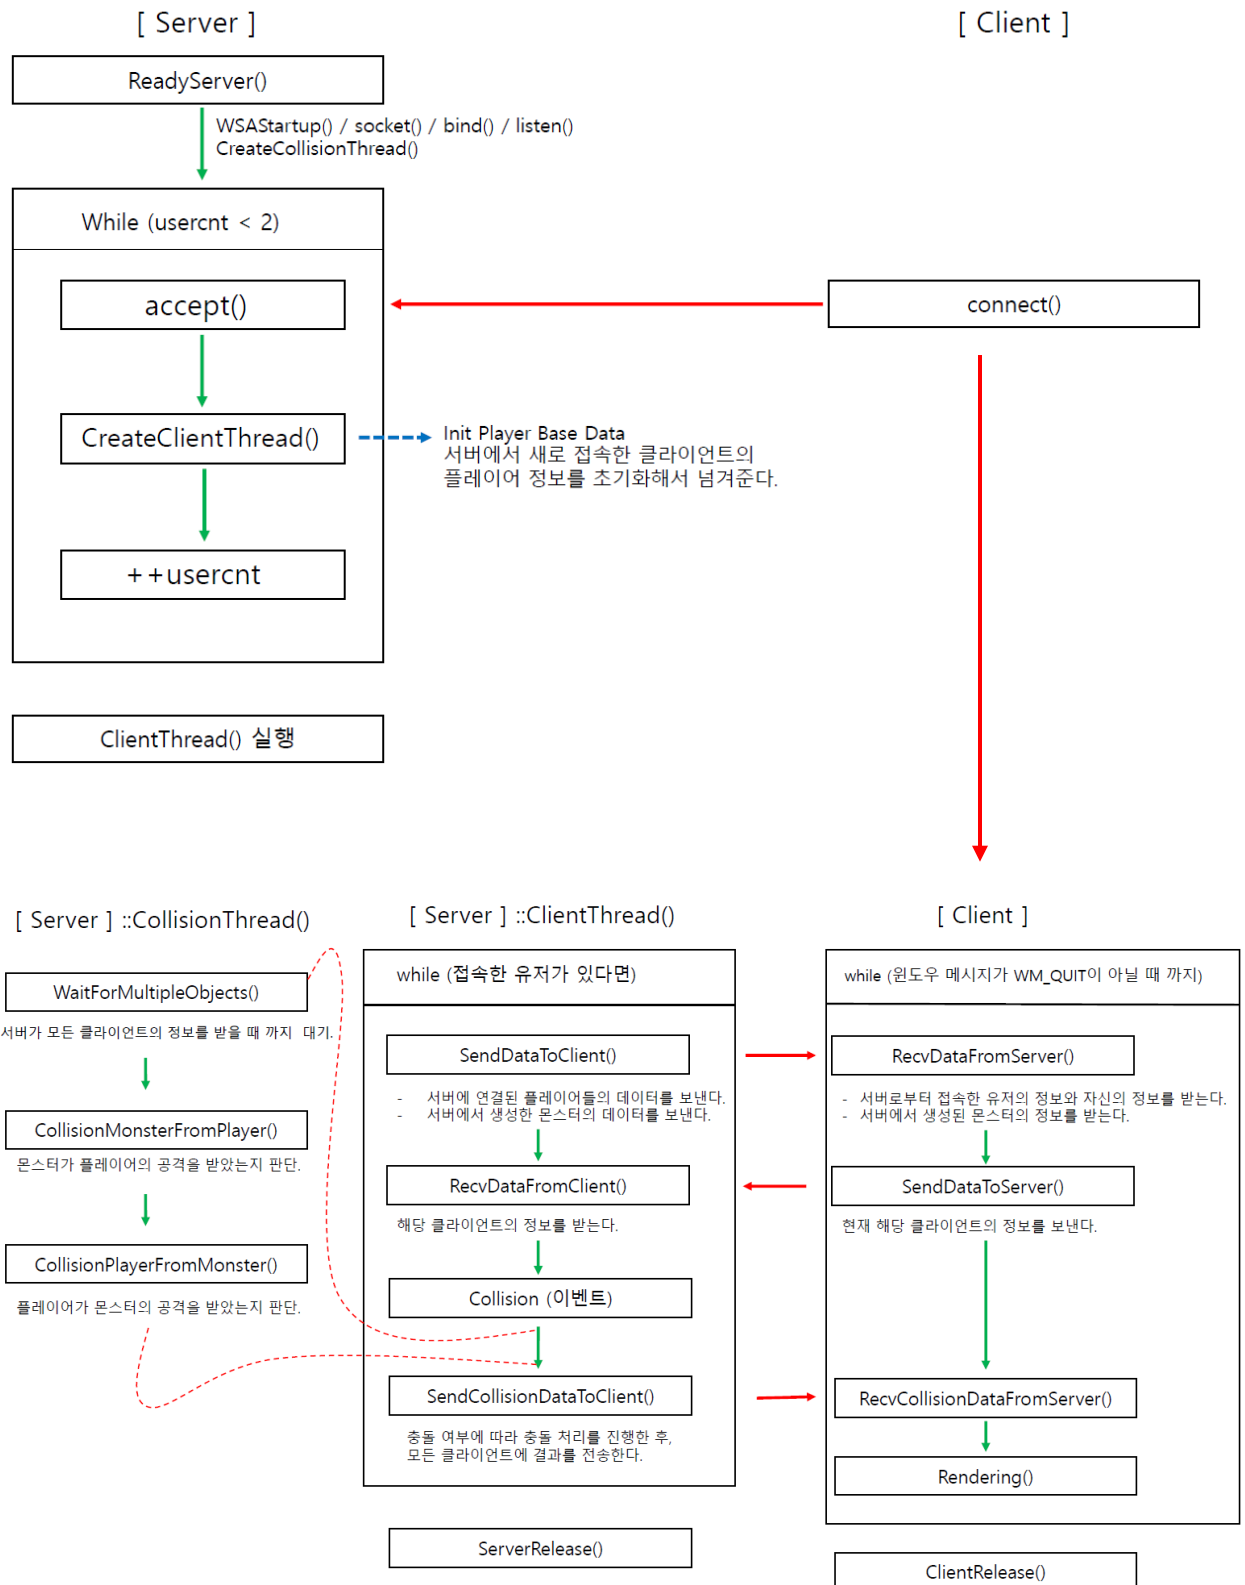 [ Server ]
[ Client ]
ReadyServer()
WSAStartup() / socket() / bind() / listen()
CreateCollisionThread()
While (usercnt < 2)
accept()
connect()
CreateClientThread()
Init Player Base Data
서버에서 새로 접속한 클라이언트의
플레이어 정보를 초기화해서 넘겨준다.
++usercnt
ClientThread() 실행
[ Server ] ::CollisionThread()
WaitForMultipleObjects()
서버가 모든 클라이언트의 정보를 받을 때 까지 대기.
CollisionMonsterFromPlayer()
몬스터가 플레이어의 공격을 받았는지 판단.
CollisionPlayerFromMonster()
플레이어가 몬스터의 공격을 받았는지 판단.
[ Server ] ::ClientThread()
while (접속한 유저가 있다면)
SendDataToClient()
- 서버에 연결된 플레이어들의 데이터를 보낸다.
- 서버에서 생성한 몬스터의 데이터를 보낸다.
RecvDataFromClient()
해당 클라이언트의 정보를 받는다.
Collision (이벤트)
SendCollisionDataToClient()
충돌 여부에 따라 충돌 처리를 진행한 후,
모든 클라이언트에 결과를 전송한다.
ServerRelease()
[ Client ]
while (윈도우 메시지가 WM_QUIT이 아닐 때 까지)
RecvDataFromServer()
- 서버로부터 접속한 유저의 정보와 자신의 정보를 받는다.
- 서버에서 생성된 몬스터의 정보를 받는다.
SendDataToServer()
현재 해당 클라이언트의 정보를 보낸다.
RecvCollisionDataFromServer()
Rendering()
ClientRelease()